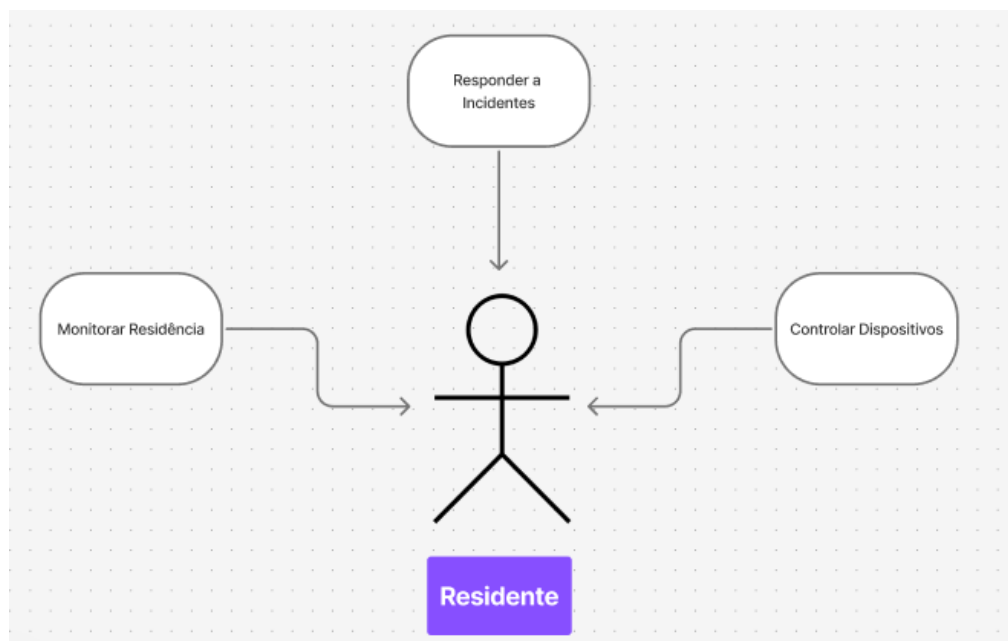 Responder a
Incidentes
Monitorar Residência
Controlar Dispositivos
Residente